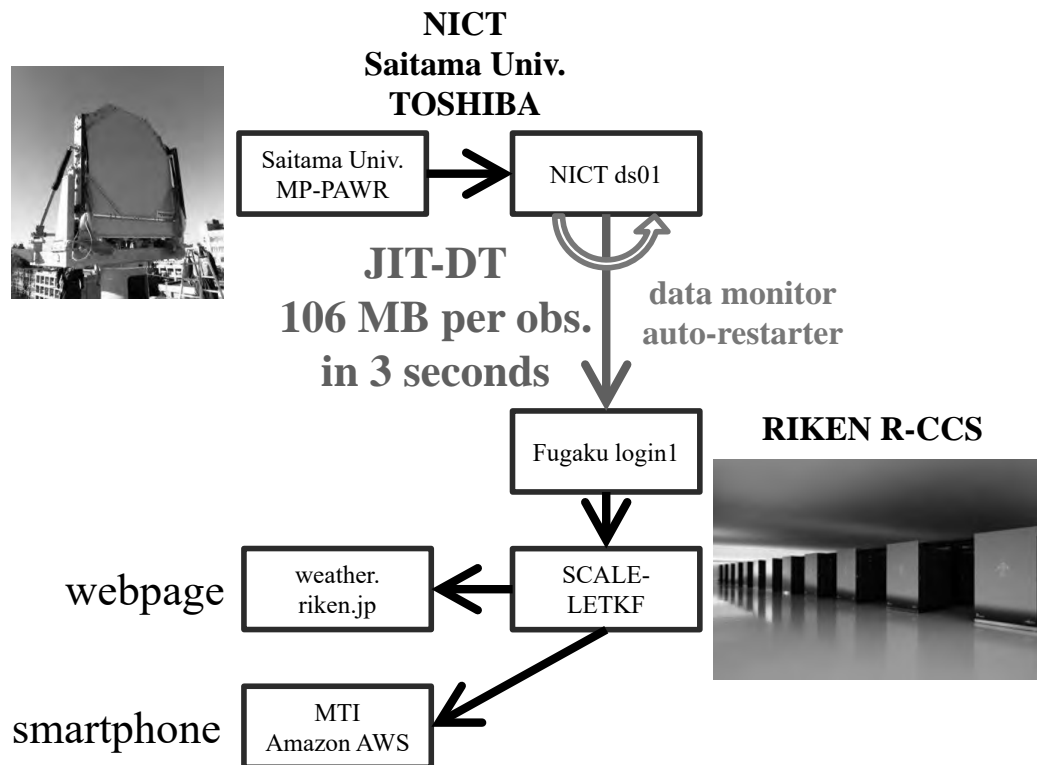 NICT
Saitama Univ.
TOSHIBA
Saitama Univ.
MP-PAWR
NICT ds01
JIT-DT
106 MB per obs.
in 3 seconds
data monitor
auto-restarter
Fugaku login1
RIKEN R-CCS
webpage
weather.
riken.jp
SCALE-
LETKF
smartphone
MTI
Amazon AWS